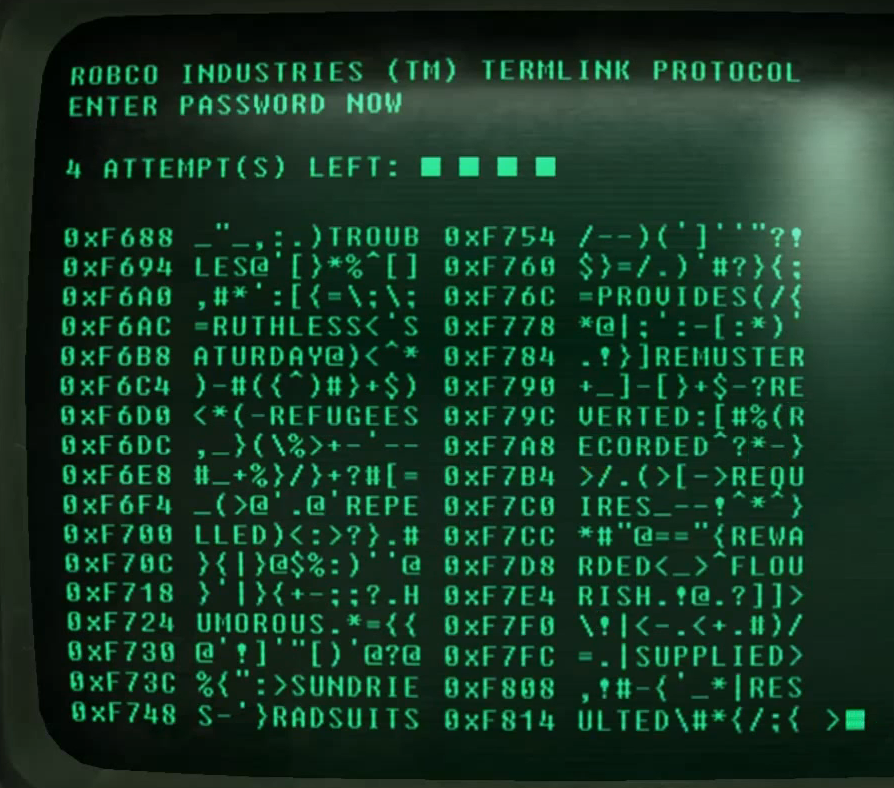 ROBCO INDUSTRIES (TM) TERMLINK PROTOCOL
ENTER PASSWORD NOW
4 ATTEMPT(S) LEFT: ■ ■ ■ ■
0xF688 _"_,:.)TROUB 0xF754 /--)(']''"?!
0xF694 LES@'[}*%^[] 0xF760 $}=/.)'#?}{;
0xF6A0 ,#*':[{=\;\; 0xF76C =PROVIDES(/{
0xF6AC =RUTHLESS<'S 0xF778 *@|;':-[:*)'
0xF6B8 ATURDAY@)<^* 0xF784 .!}]REMUSTER
0xF6C4 )-#({^)#}+$) 0xF790 +_]-[}+$-?RE
0xF6D0 <*(-REFUGEES 0xF79C VERTED:[#%(R
0xF6DC ,_}(\%>+-'-- 0xF7A8 ECORDED^?*-}
0xF6E8 #_+%}/}+?#[= 0xF7B4 >/.(>[->REQU
0xF6F4 _(>@'.@'REPE 0xF7C0 IRES_--!^*^}
0xF700 LLED)<:>?}.# 0xF7CC *#"@=="{REWA
0xF70C }{|}@$%:)''@ 0xF7D8 RDED<_>^FLOU
0xF718 }'|}{+-;;?.H 0xF7E4 RISH.!@.?]]>
0xF724 UMOROUS.*={{ 0xF7F0 \!|<-.<+.#)/
0xF730 @'!]'"[)'@?@ 0xF7FC =.|SUPPLIED>
0xF73C %{":>SUNDRIE 0xF808 ,!#-{'_*|RES
0xF748 S-'}RADSUITS 0xF814 ULTED\#*{/;{ >■